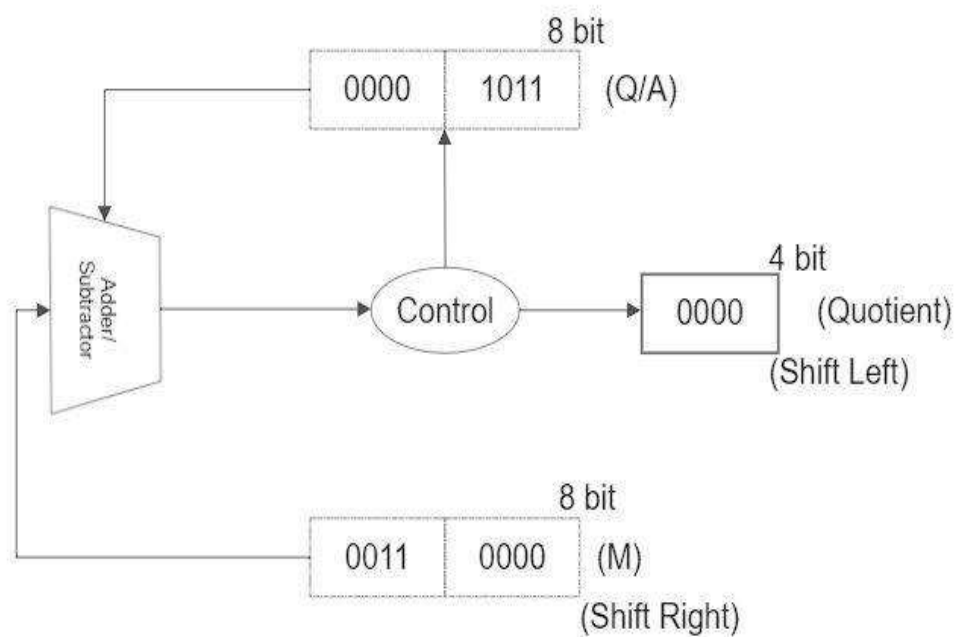 8 bit
0000 1011 (Q/A)
Adder/
Subtractor
Control
4 bit
0000 (Quotient)
(Shift Left)
8 bit
0011 0000 (M)
(Shift Right)